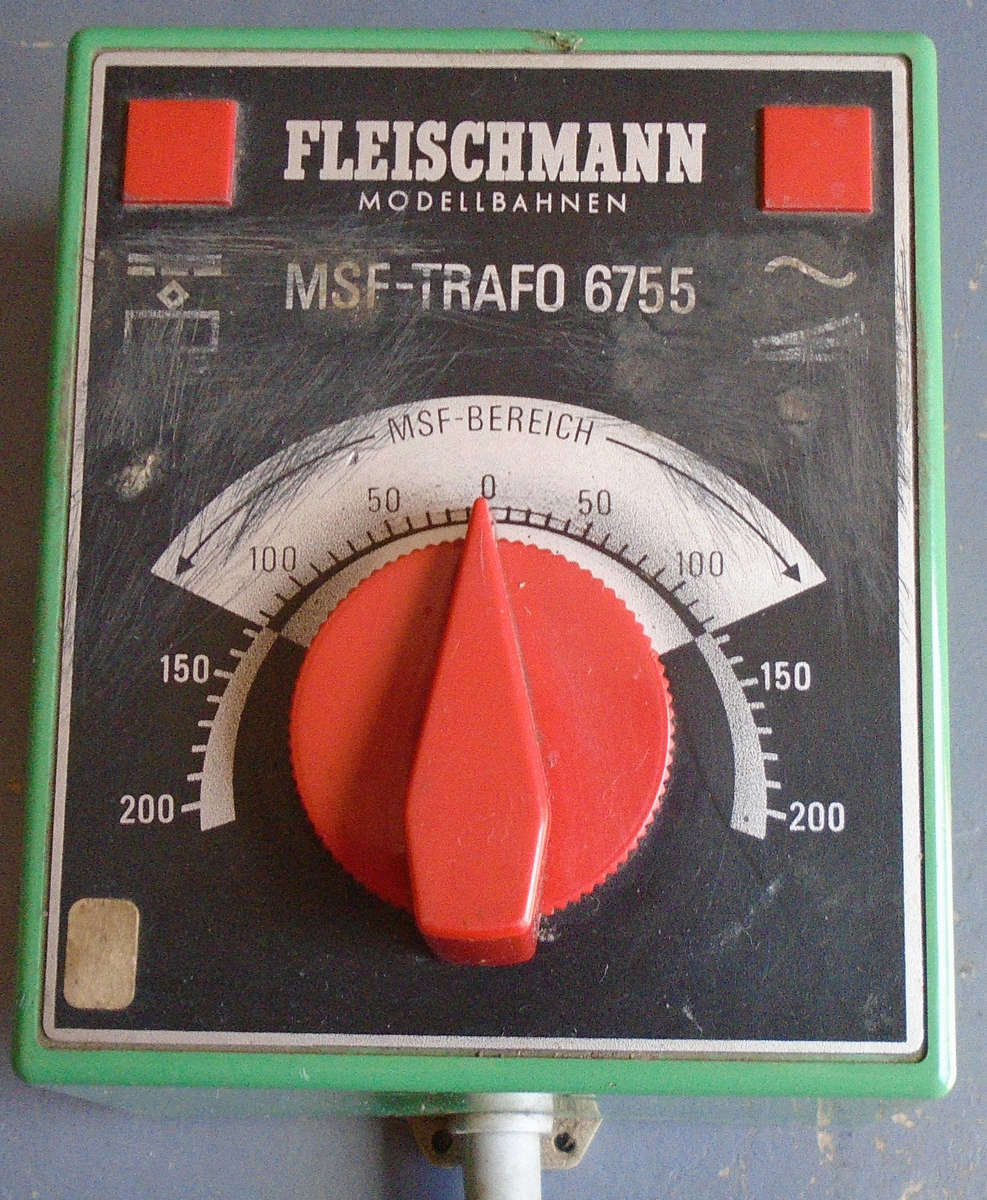 FLEISCHMANN
MODELLBAHNEN
MSF-TRAFO 6755
MSF-BEREICH
50 0 50
100 100
150 150
200 200